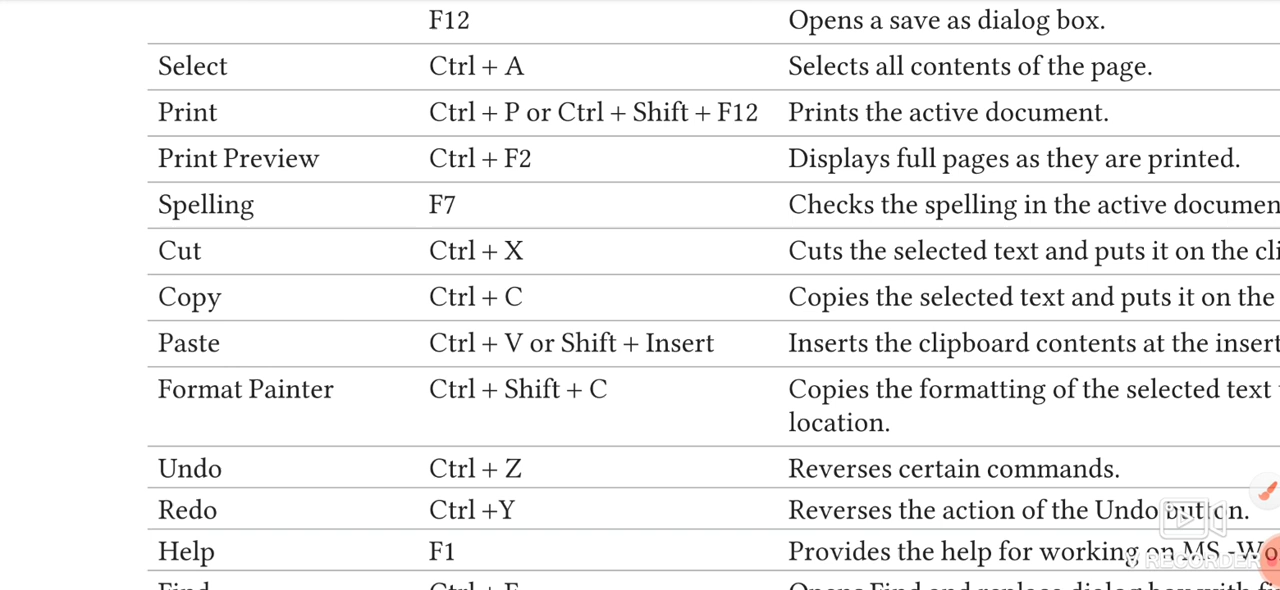 F12 Opens a save as dialog box.
Select Ctrl + A Selects all contents of the page.
Print Ctrl + P or Ctrl + Shift + F12 Prints the active document.
Print Preview Ctrl + F2 Displays full pages as they are printed.
Spelling F7 Checks the spelling in the active documen
Cut Ctrl + X Cuts the selected text and puts it on the cli
Copy Ctrl + C Copies the selected text and puts it on the
Paste Ctrl + V or Shift + Insert Inserts the clipboard contents at the insert
Format Painter Ctrl + Shift + C Copies the formatting of the selected text
location.
Undo Ctrl + Z Reverses certain commands.
Redo Ctrl +Y Reverses the action of the Undo button.
Help F1 Provides the help for working on MS -Wo
RECORDER